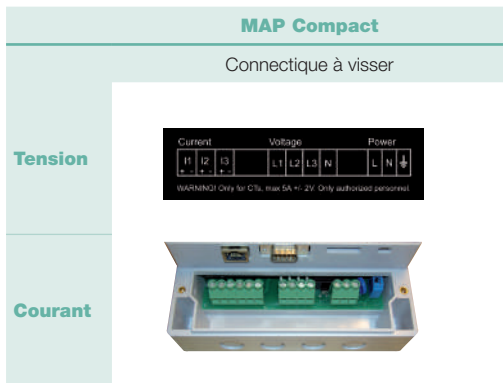 MAP Compact
Connectique à visser
Tension
Current Voltage Power
I1 I2 I3 L1 L2 L3 N L N
+ - + - + -
WARNING! Only for CTs, max 5A +/- 2V. Only authorized personnel.
Courant